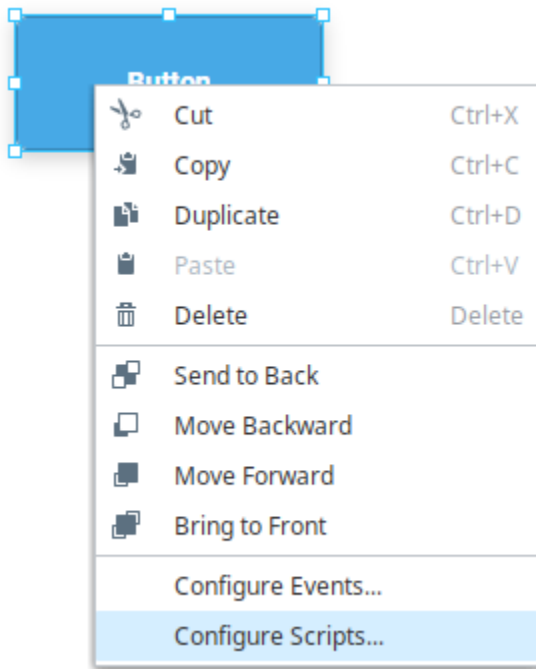 Button
Cut Ctrl+X
Copy Ctrl+C
Duplicate Ctrl+D
Paste Ctrl+V
Delete Delete
Send to Back
Move Backward
Move Forward
Bring to Front
Configure Events...
Configure Scripts...